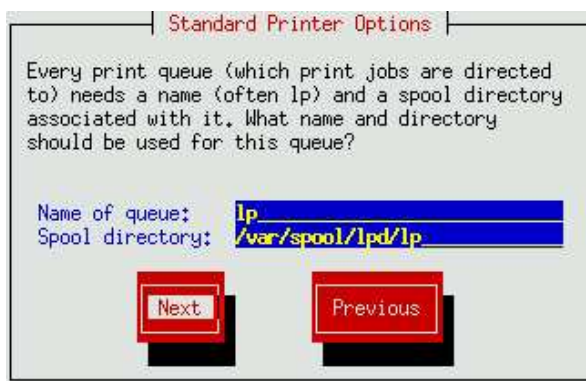 Standard Printer Options
Every print queue (which print jobs are directed
to) needs a name (often lp) and a spool directory
associated with it. What name and directory
should be used for this queue?
Name of queue: lp
Spool directory: /var/spool/lpd/lp
Next Previous